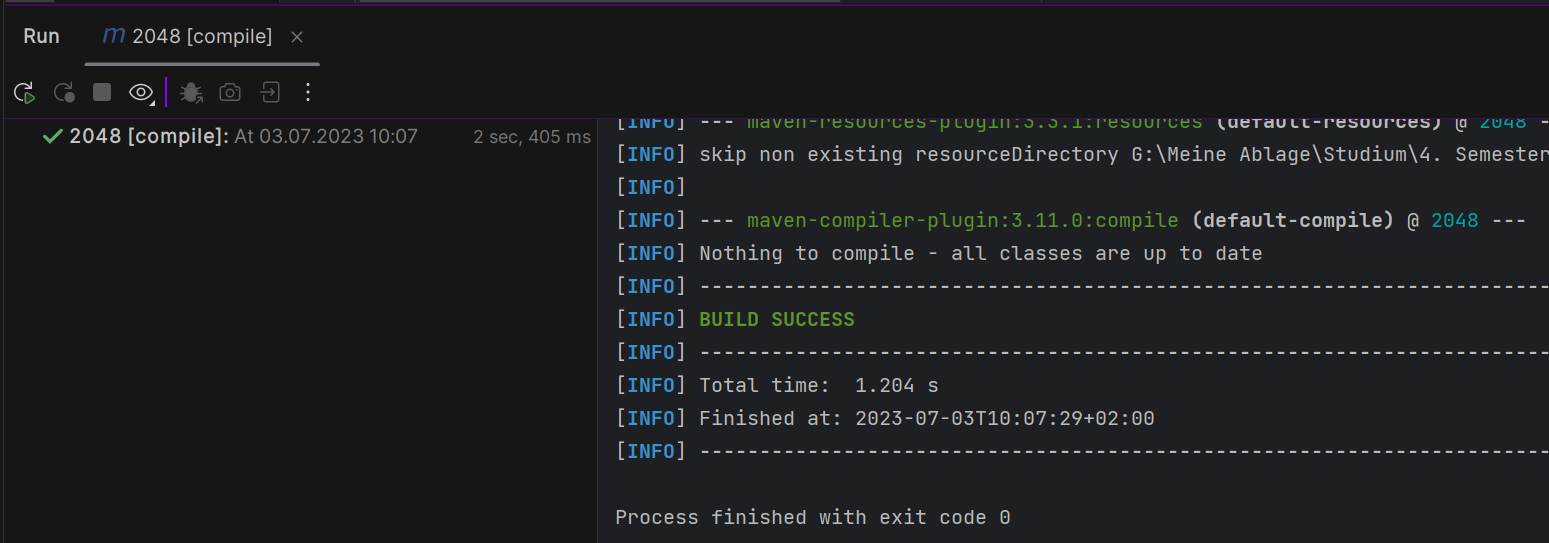 Run
m 2048 [compile] ×
2048 [compile]: At 03.07.2023 10:07 2 sec, 405 ms
[INFO] --- maven-resources-plugin:3.3.1:resources (default-resources) @ 2048 -
[INFO] skip non existing resourceDirectory G:\Meine Ablage\Studium\4. Semester
[INFO]
[INFO] --- maven-compiler-plugin:3.11.0:compile (default-compile) @ 2048 ---
[INFO] Nothing to compile - all classes are up to date
[INFO] -----------------------------------------------------------------------
[INFO] BUILD SUCCESS
[INFO] -----------------------------------------------------------------------
[INFO] Total time:  1.204 s
[INFO] Finished at: 2023-07-03T10:07:29+02:00
[INFO] -----------------------------------------------------------------------
Process finished with exit code 0